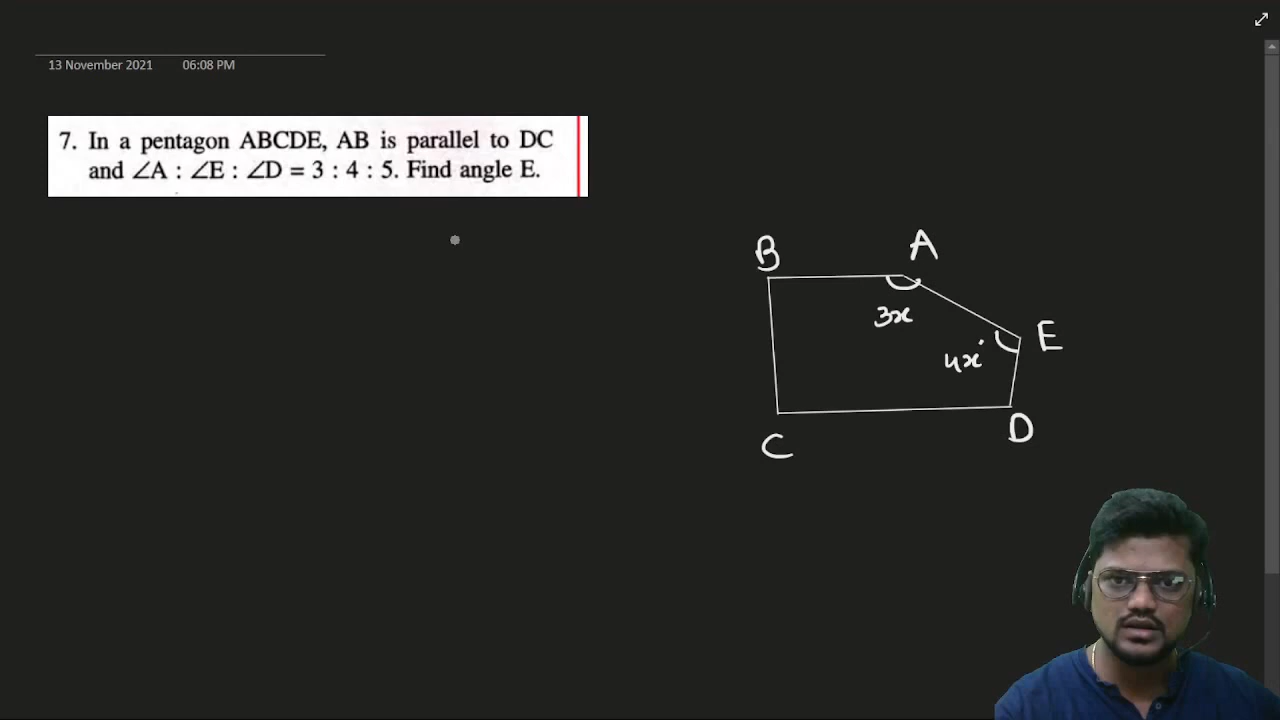 13 November 2021 06:08 PM
7. In a pentagon ABCDE, AB is parallel to DC
and ∠A : ∠E : ∠D = 3 : 4 : 5. Find angle E.
B
A
3x
E
4x°
D
C